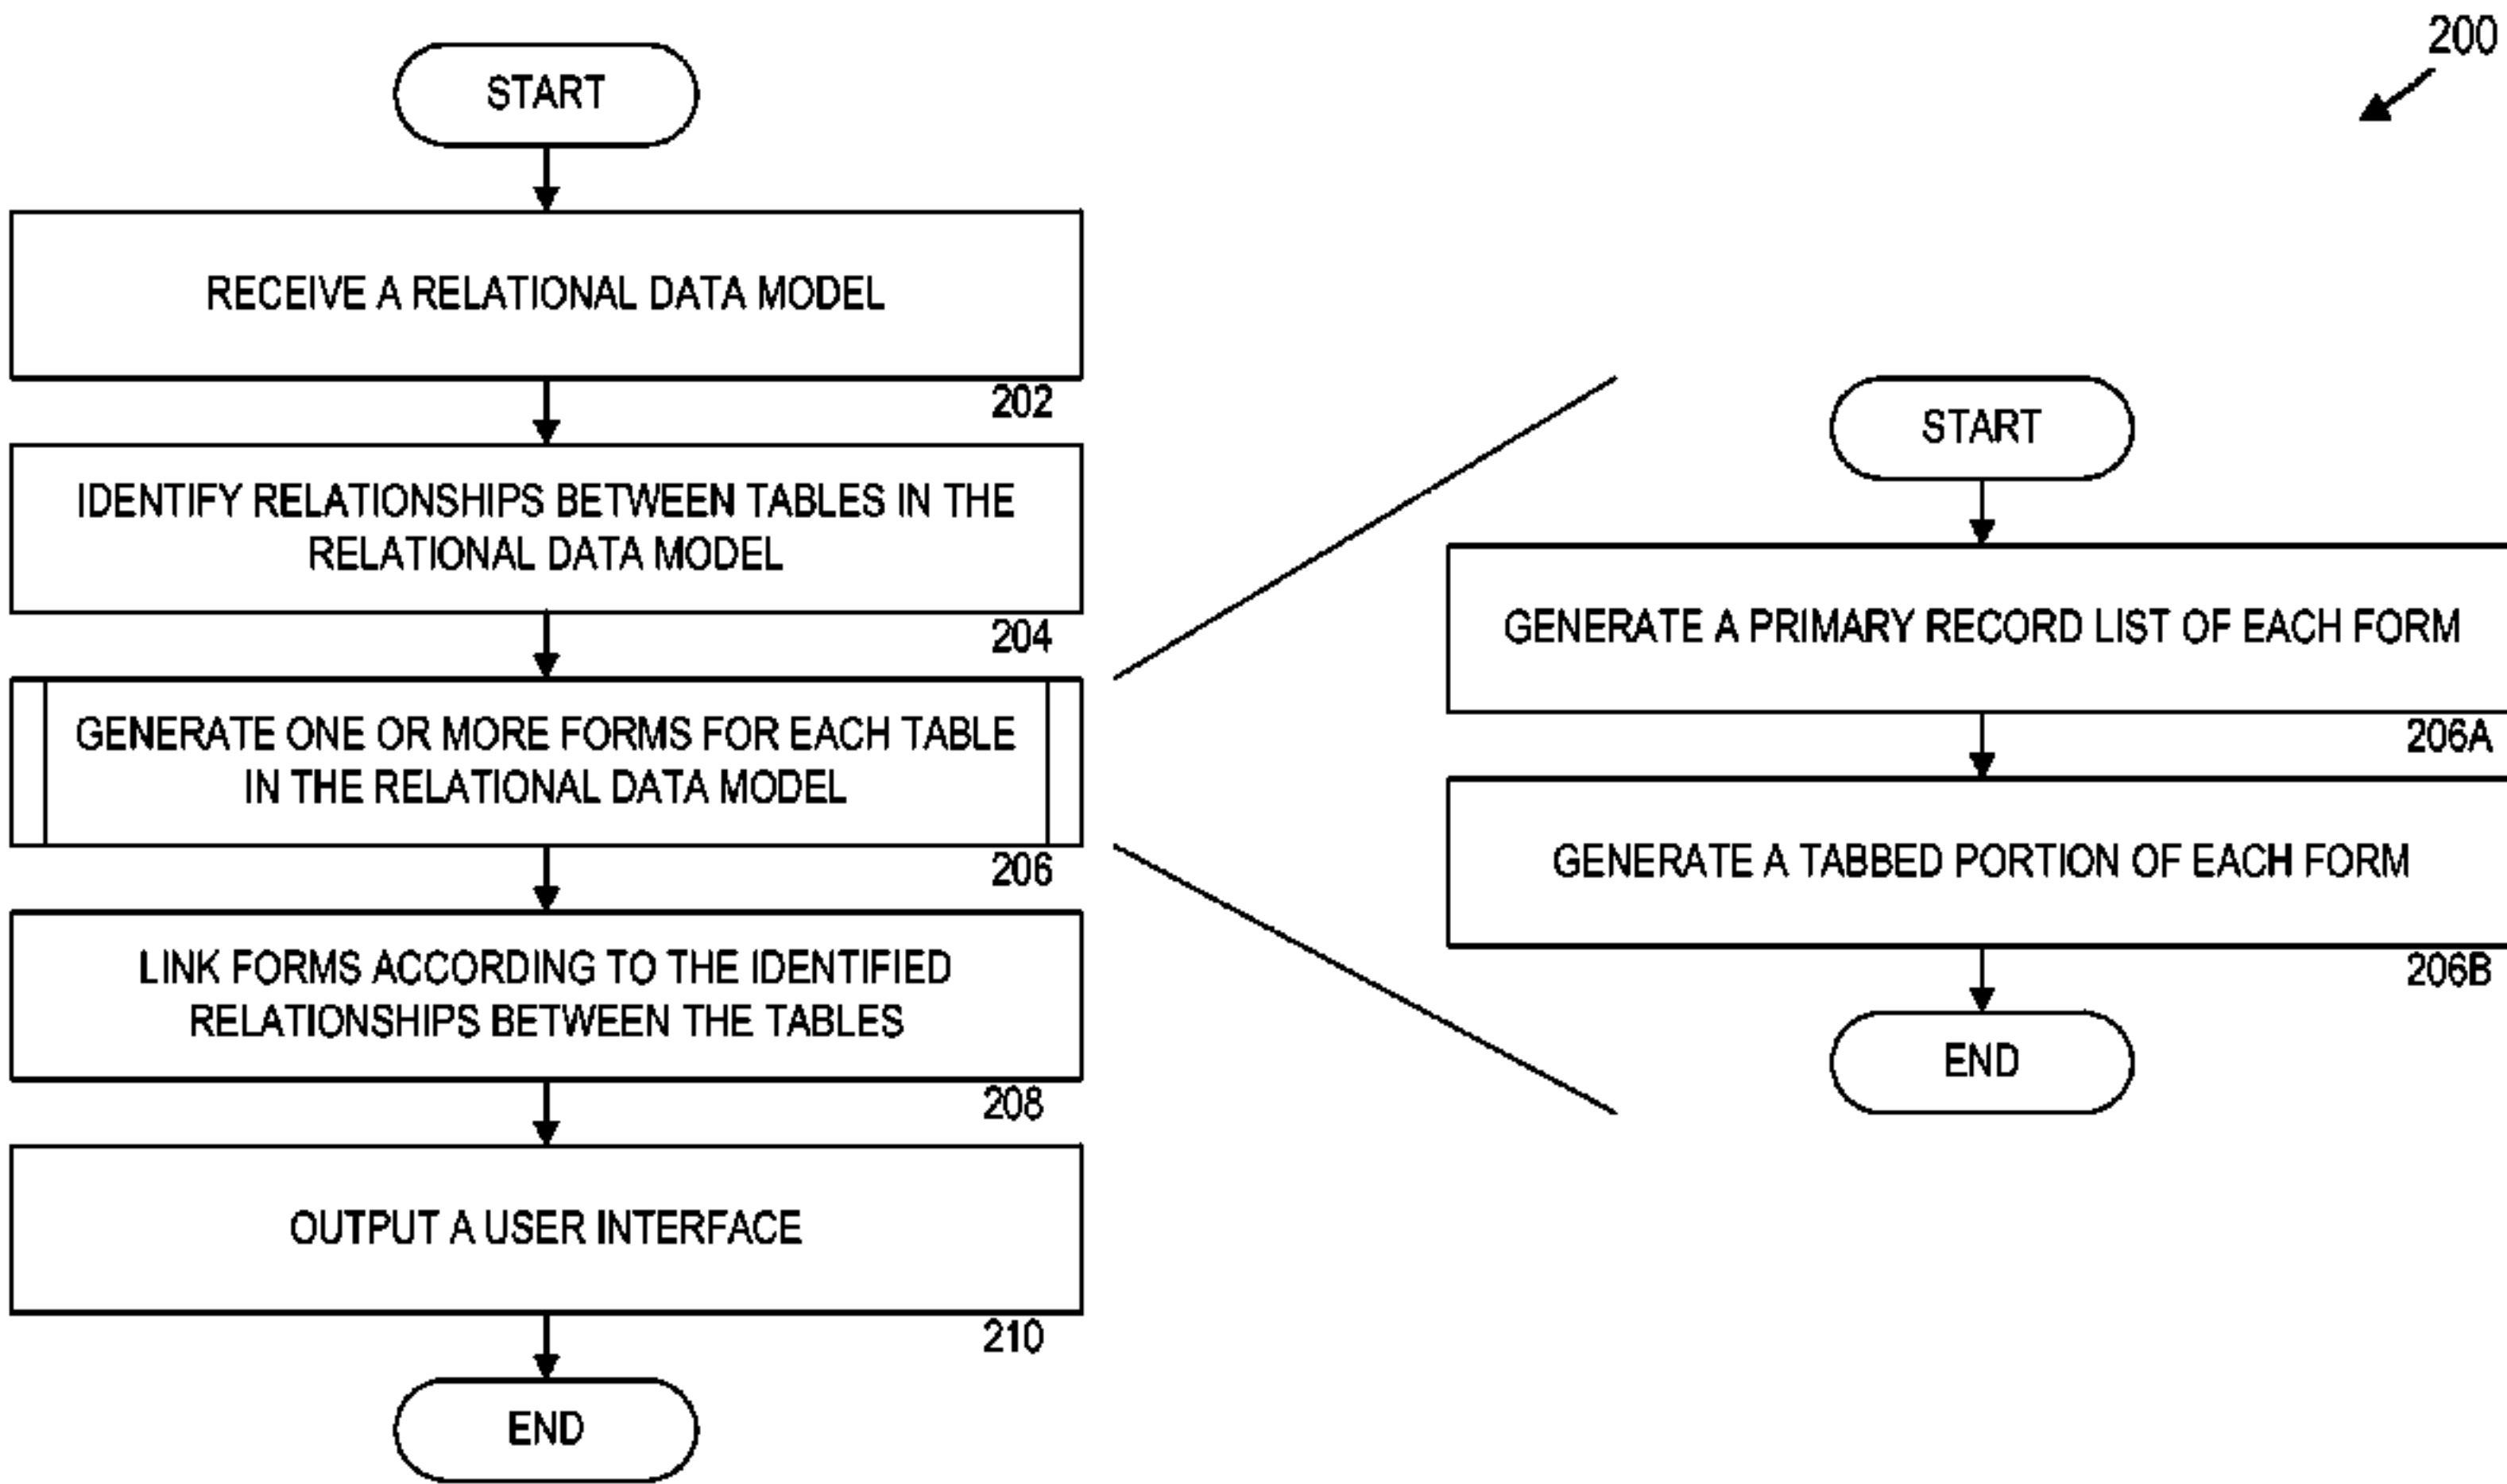 200
START
RECEIVE A RELATIONAL DATA MODEL
202
IDENTIFY RELATIONSHIPS BETWEEN TABLES IN THE
RELATIONAL DATA MODEL
204
GENERATE ONE OR MORE FORMS FOR EACH TABLE
IN THE RELATIONAL DATA MODEL
206
LINK FORMS ACCORDING TO THE IDENTIFIED
RELATIONSHIPS BETWEEN THE TABLES
208
OUTPUT A USER INTERFACE
210
END
START
GENERATE A PRIMARY RECORD LIST OF EACH FORM
206A
GENERATE A TABBED PORTION OF EACH FORM
206B
END